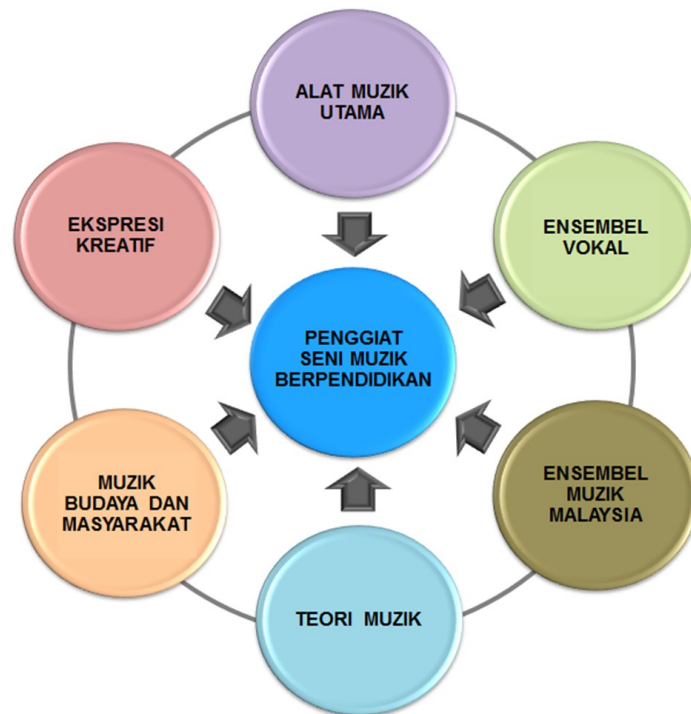 ALAT MUZIK
UTAMA
EKSPRESI
KREATIF
ENSEMBEL
VOKAL
PENGGIAT
SENI MUZIK
BERPENDIDIKAN
MUZIK
BUDAYA DAN
MASYARAKAT
ENSEMBEL
MUZIK
MALAYSIA
TEORI MUZIK